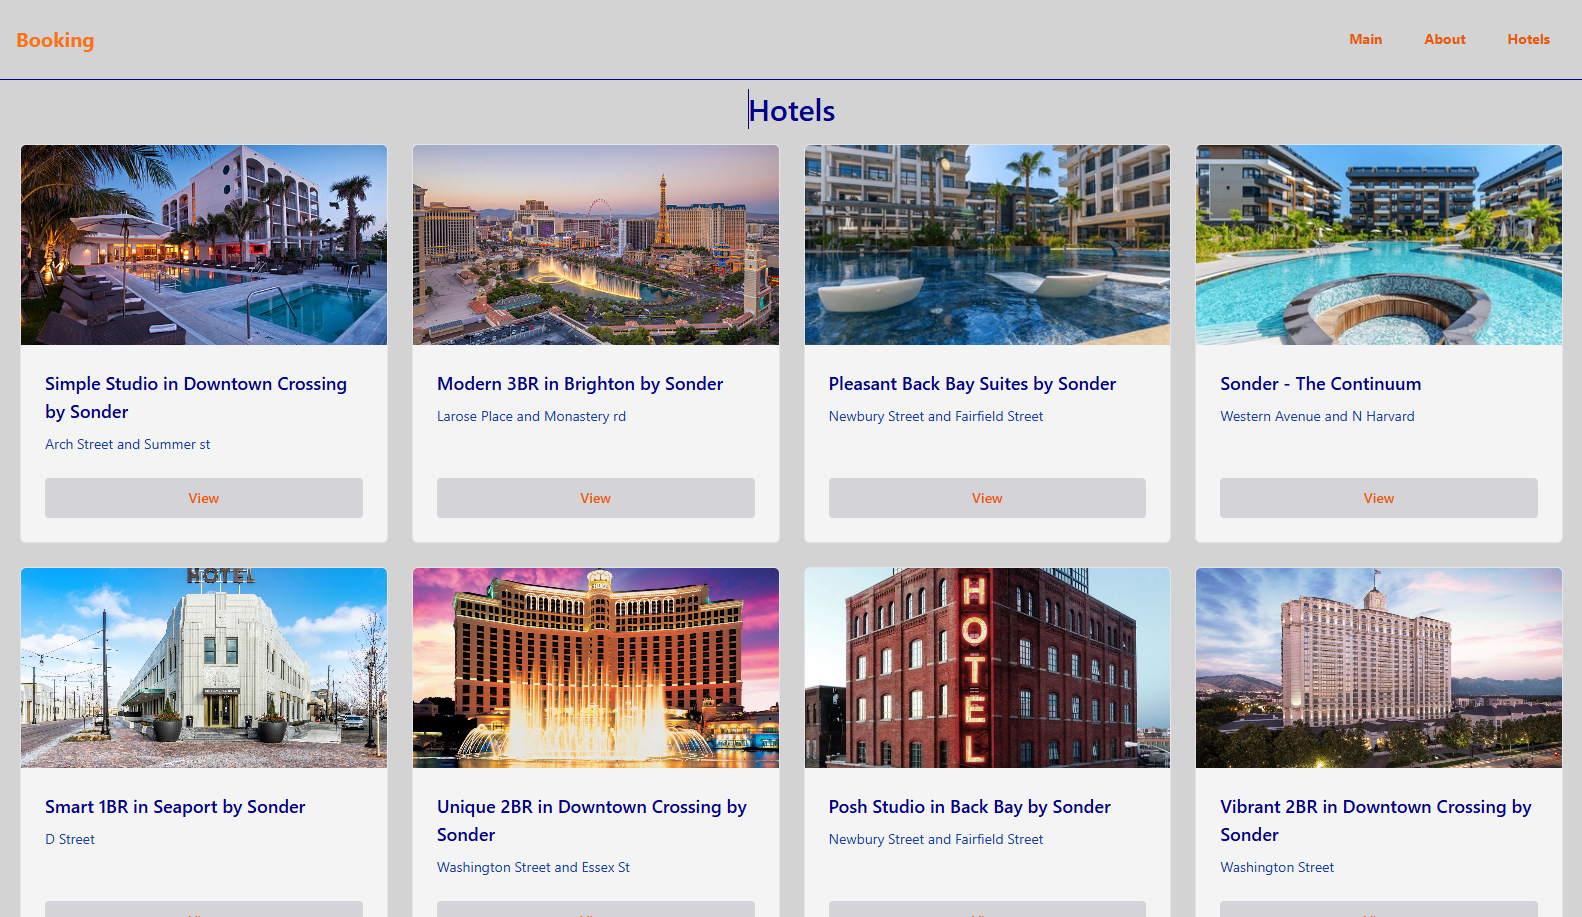 Booking
Main
About
Hotels
Hotels
Simple Studio in Downtown Crossing
by Sonder
Arch Street and Summer st
View
Modern 3BR in Brighton by Sonder
Larose Place and Monastery rd
View
Pleasant Back Bay Suites by Sonder
Newbury Street and Fairfield Street
View
Sonder - The Continuum
Western Avenue and N Harvard
View
HOTEL
Smart 1BR in Seaport by Sonder
D Street
Unique 2BR in Downtown Crossing by
Sonder
Washington Street and Essex St
HOTEL
Posh Studio in Back Bay by Sonder
Newbury Street and Fairfield Street
Vibrant 2BR in Downtown Crossing by
Sonder
Washington Street